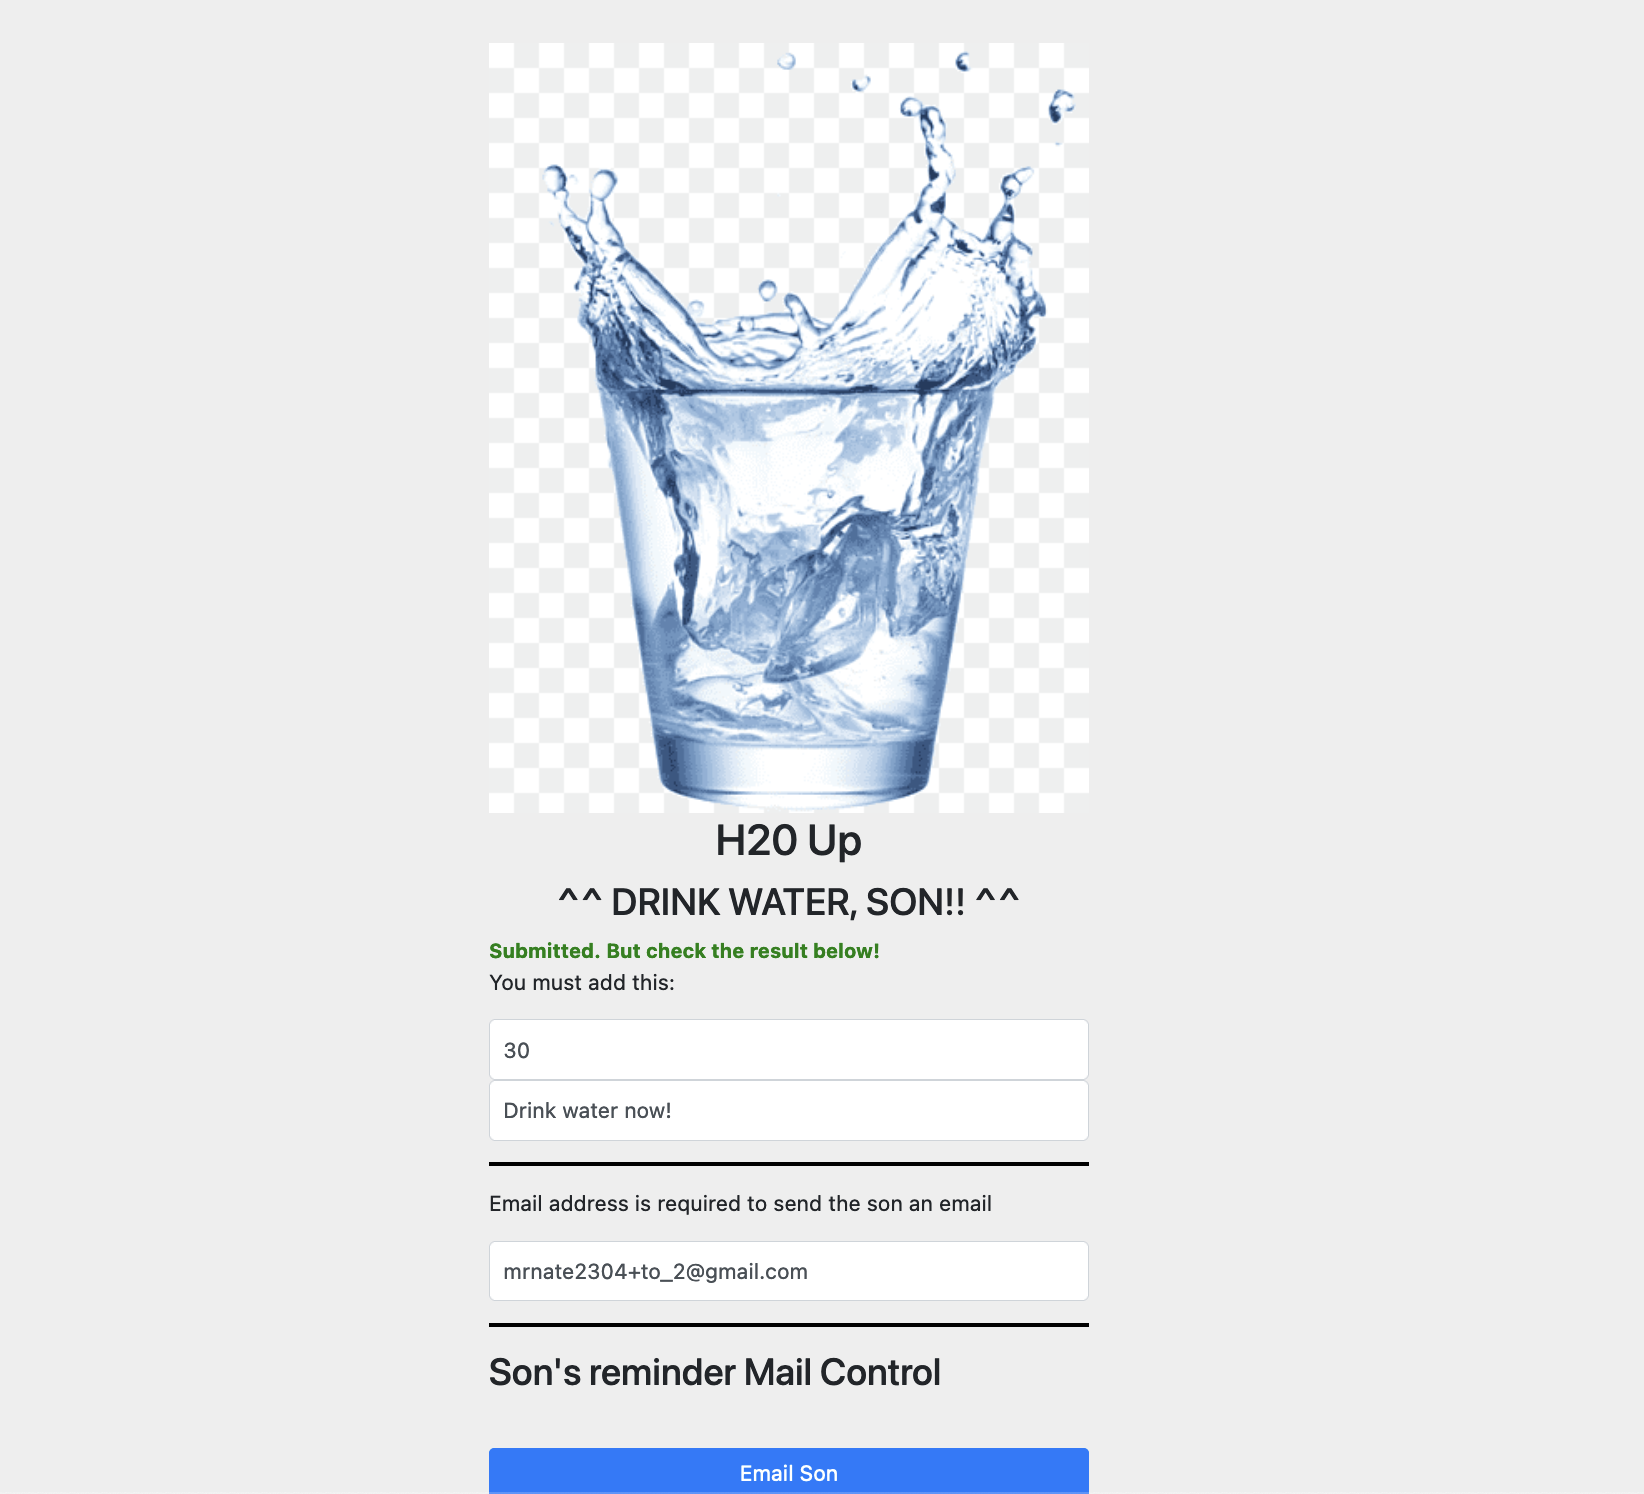 H20 Up
^^ DRINK WATER, SON!! ^^
Submitted. But check the result below!
You must add this:
30
Drink water now!
Email address is required to send the son an email
mrnate2304+to_2@gmail.com
Son's reminder Mail Control
Email Son